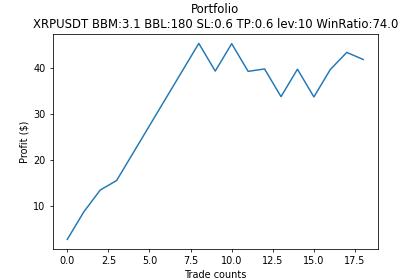 Portfolio
XRPUSDT BBM:3.1 BBL:180 SL:0.6 TP:0.6 lev:10 WinRatio:74.0
40
30
20
10
Profit ($)
0.0 2.5 5.0 7.5 10.0 12.5 15.0 17.5
Trade counts